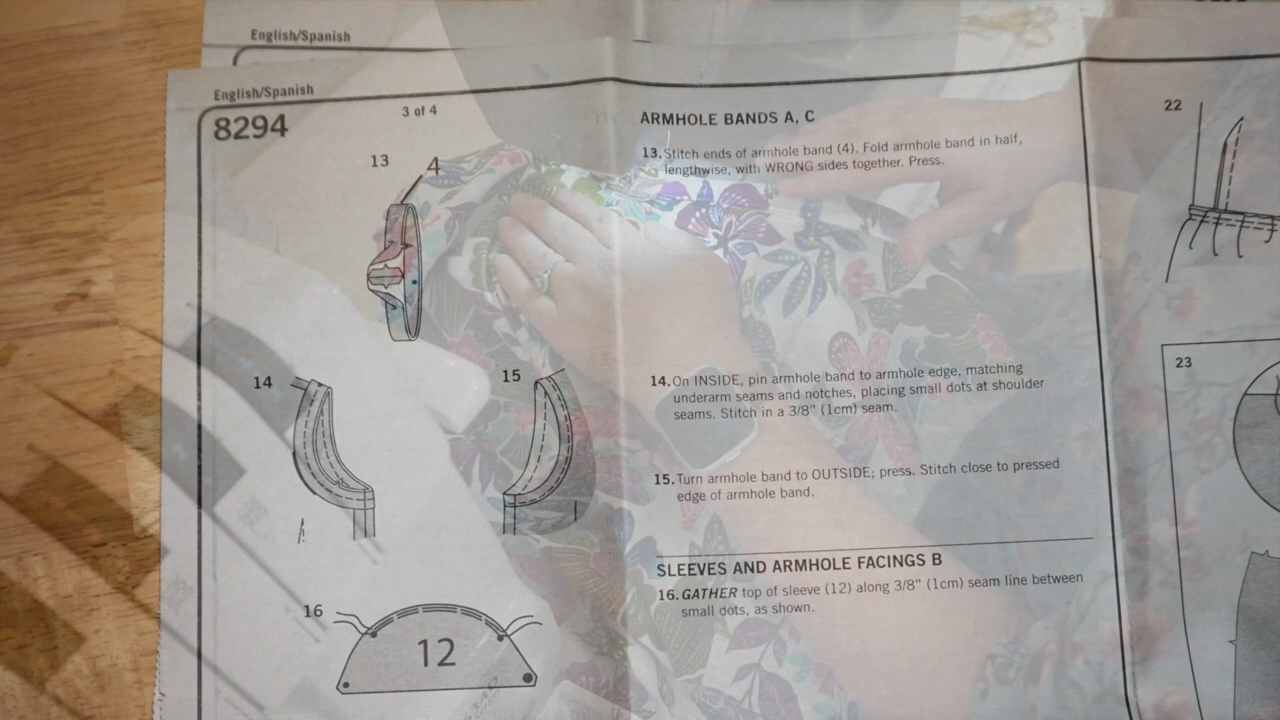 English/Spanish
English/Spanish
8294
3 of 4
ARMHOLE BANDS A, C
13. Stitch ends of armhole band (4). Fold armhole band in half,
lengthwise, with WRONG sides together. Press.
13
4
14. On INSIDE, pin armhole band to armhole edge, matching
underarm seams and notches, placing small dots at shoulder
seams. Stitch in a 3/8" (1cm) seam.
14
15
15. Turn armhole band to OUTSIDE; press. Stitch close to pressed
edge of armhole band.
SLEEVES AND ARMHOLE FACINGS B
16. GATHER top of sleeve (12) along 3/8" (1cm) seam line between
small dots, as shown.
16
12
22
23